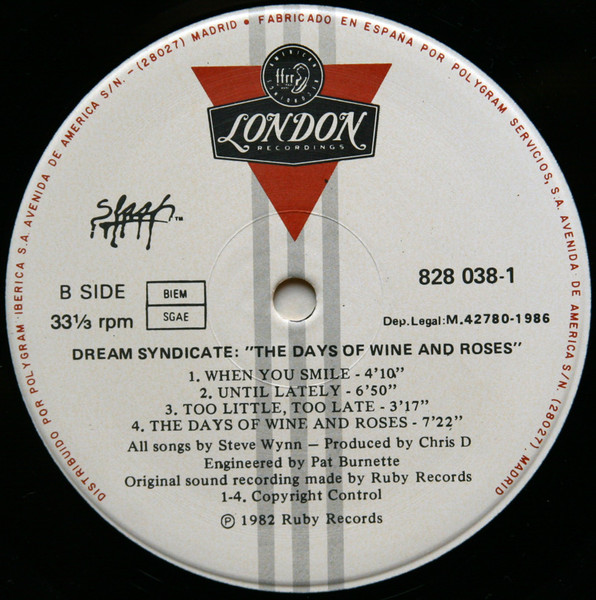 DISTRIBUIDO POR POLYGRAM IBERICA S.A. AVENIDA DE AMERICA S/N. - (28027) MADRID • FABRICADO EN ESPAÑA POR POLYGRAM SERVICIOS, S.A. AVENIDA DE AMERICA S/N. (28027). MADRID
ffrr
LONDON
RECORDINGS
slash ™
B SIDE
33⅓ rpm
BIEM
SGAE
828 038-1
Dep. Legal: M. 42780-1986
DREAM SYNDICATE: "THE DAYS OF WINE AND ROSES"
1. WHEN YOU SMILE - 4'10"
2. UNTIL LATELY - 6'50"
3. TOO LITTLE, TOO LATE - 3'17"
4. THE DAYS OF WINE AND ROSES - 7'22"
All songs by Steve Wynn — Produced by Chris D
Engineered by Pat Burnette
Original sound recording made by Ruby Records
1-4. Copyright Control
℗ 1982 Ruby Records